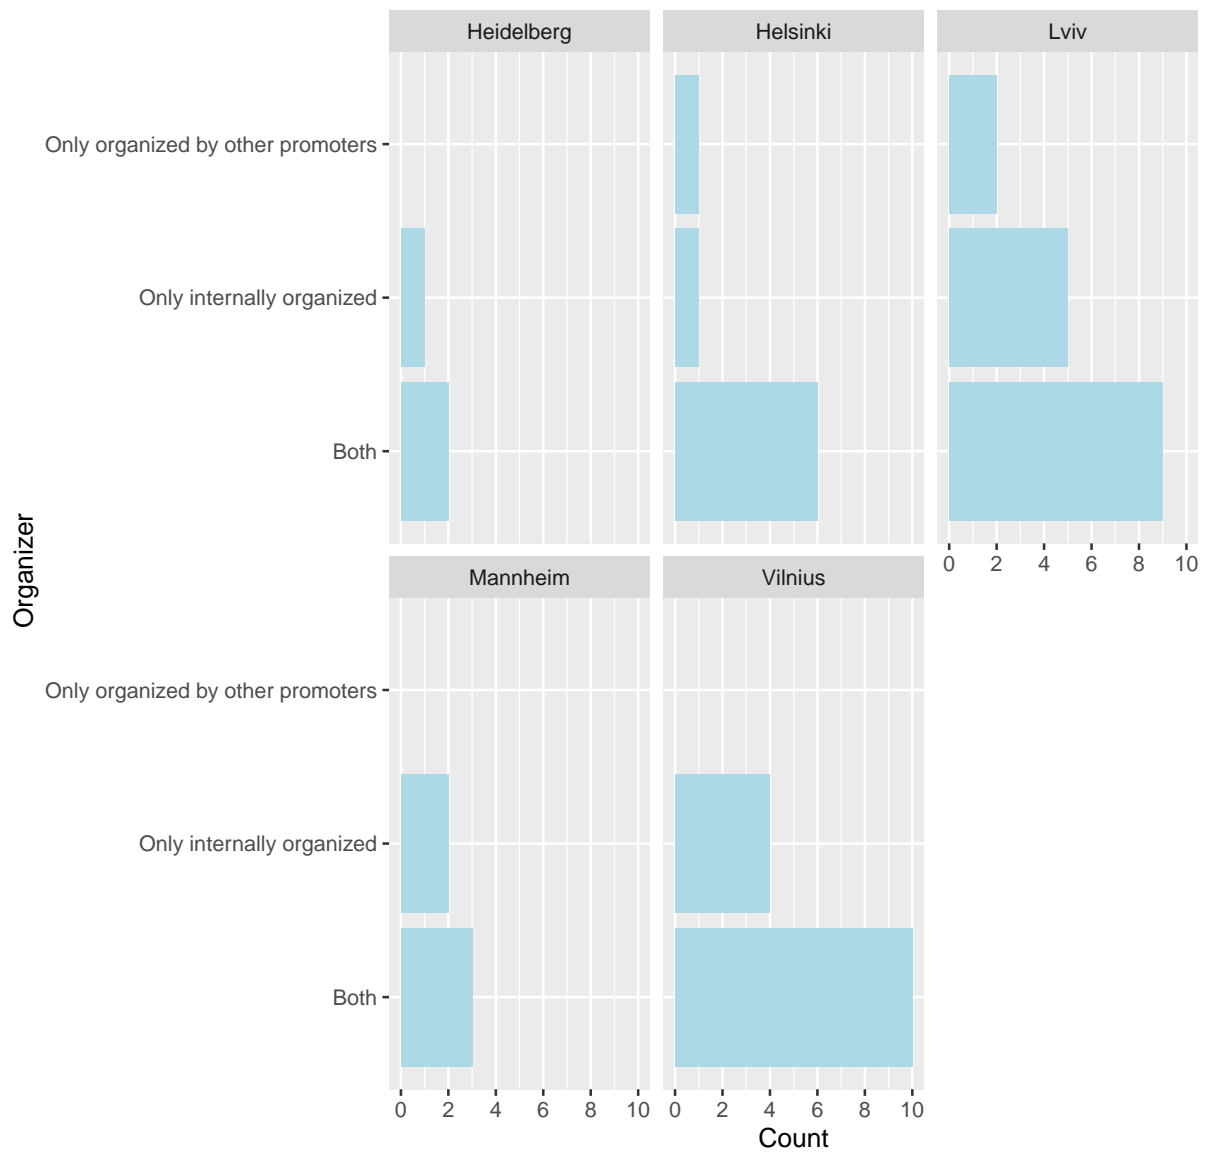 Heidelberg
Helsinki
Lviv
Only organized by other promoters
Only internally organized
Both
0 2 4 6 8 10
Organizer
Mannheim
Vilnius
Only organized by other promoters
Only internally organized
Both
0 2 4 6 8 10
0 2 4 6 8 10
Count